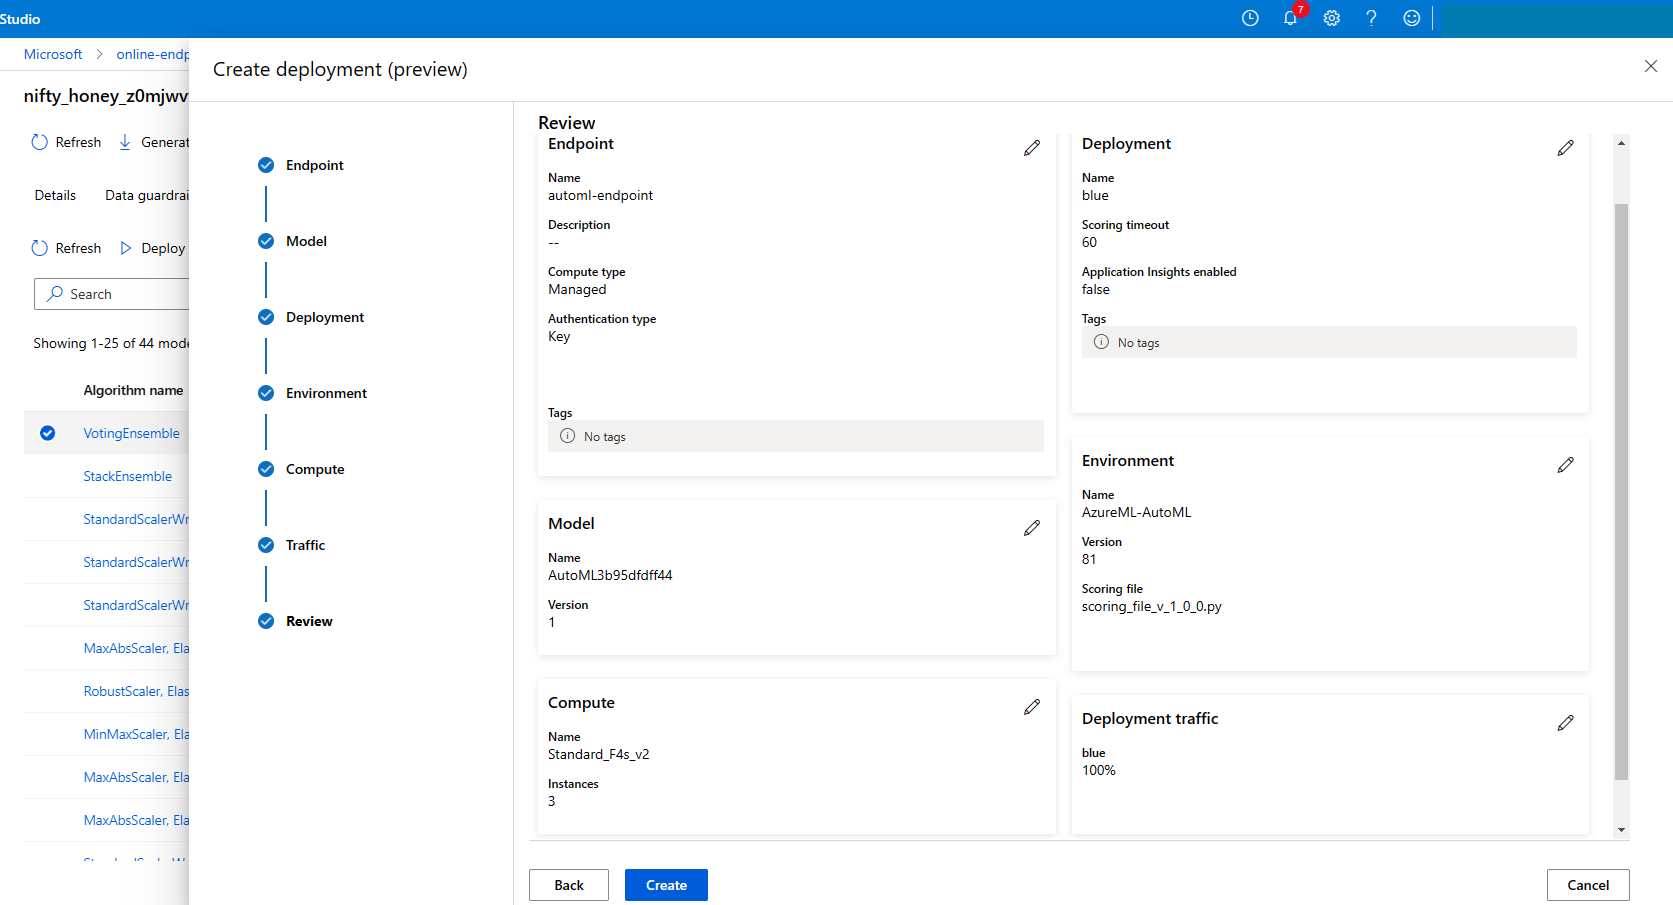 Studio
7
Microsoft > online-endp
nifty_honey_z0mjwv
Refresh Generat
Details Data guardrai
Refresh Deploy
Search
Showing 1-25 of 44 mode
Algorithm name
VotingEnsemble
StackEnsemble
StandardScalerWr
StandardScalerWr
StandardScalerWr
MaxAbsScaler, Ela
RobustScaler, Elas
MinMaxScaler, Ela
MaxAbsScaler, Ela
MaxAbsScaler, Ela
Create deployment (preview)
Endpoint
Model
Deployment
Environment
Compute
Traffic
Review
Review
Endpoint
Name
automl-endpoint
Description
--
Compute type
Managed
Authentication type
Key
Tags
No tags
Model
Name
AutoML3b95dfdff44
Version
1
Compute
Name
Standard_F4s_v2
Instances
3
Deployment
Name
blue
Scoring timeout
60
Application Insights enabled
false
Tags
No tags
Environment
Name
AzureML-AutoML
Version
81
Scoring file
scoring_file_v_1_0_0.py
Deployment traffic
blue
100%
Back Create Cancel